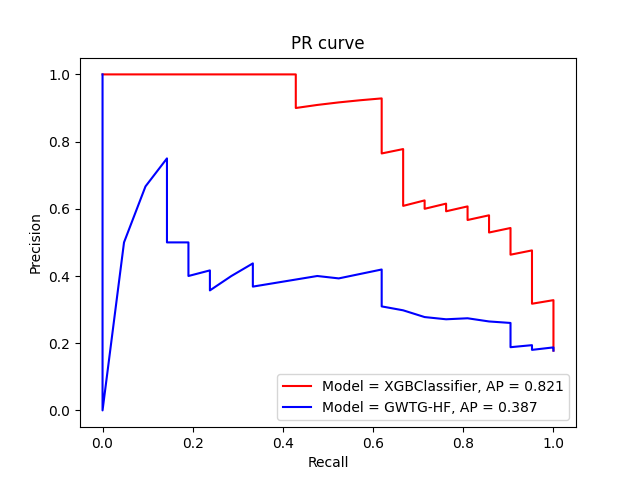 PR curve
1.0
0.8
0.6
0.4
0.2
0.0
Precision
0.0 0.2 0.4 0.6 0.8 1.0
Recall
Model = XGBClassifier, AP = 0.821
Model = GWTG-HF, AP = 0.387